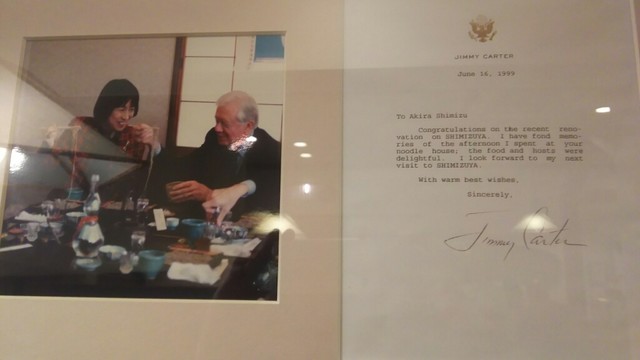 JIMMY CARTER
June 16, 1999
To Akira Shimizu
Congratulations on the recent reno-
vation on SHIMIZUYA. I have fond memo-
ries of the afternoon I spent at your
noodle house; the food and hosts were
delightful. I look forward to my next
visit to SHIMIZUYA.
With warm best wishes,
Sincerely,
Jimmy Carter